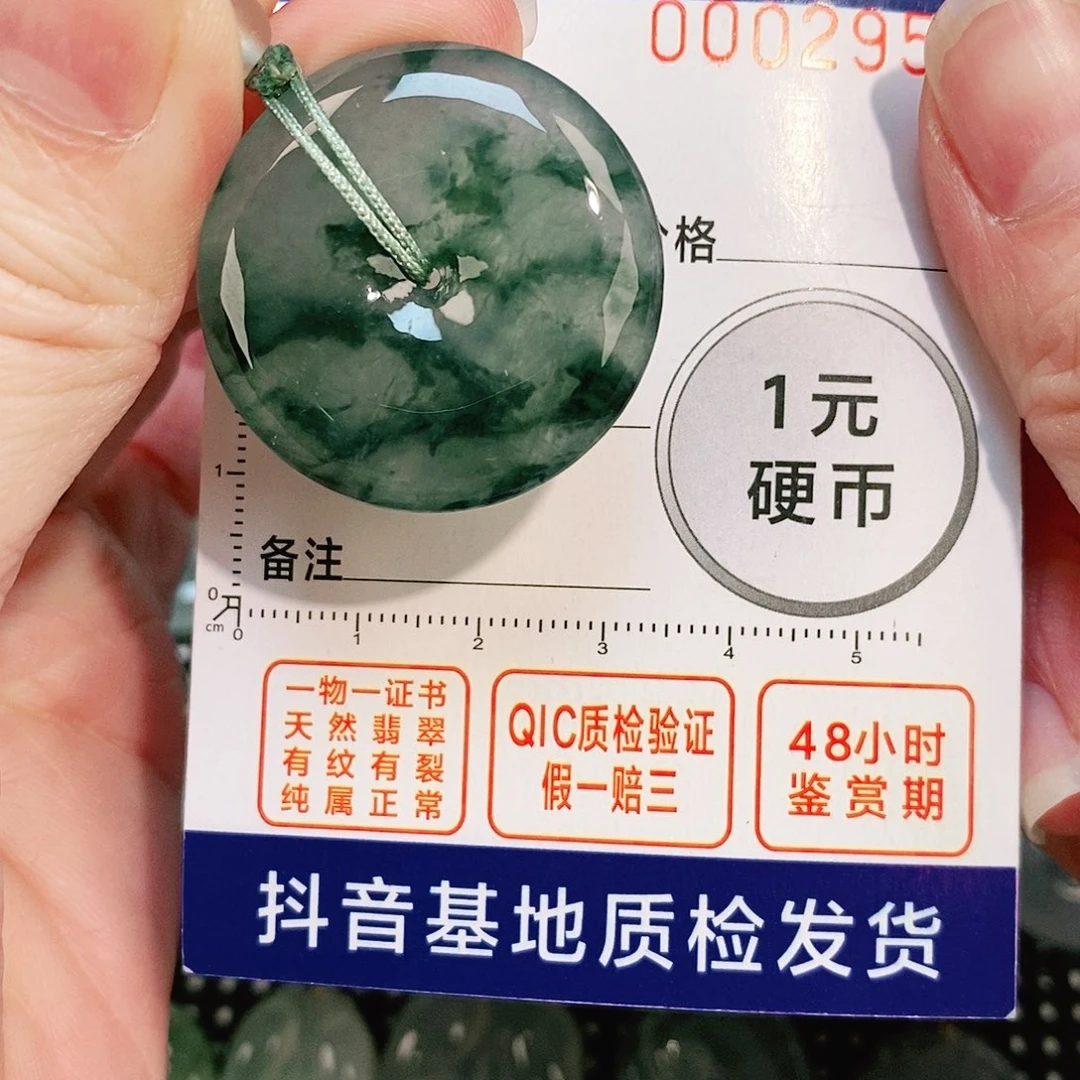 000295
格
1元
硬币
1
备注
0
cm 0 1 2 3 4 5
一物一证书
天然翡翠
有纹有裂
纯属正常
QIC质检验证
假一赔三
48小时
鉴赏期
抖音基地质检发货